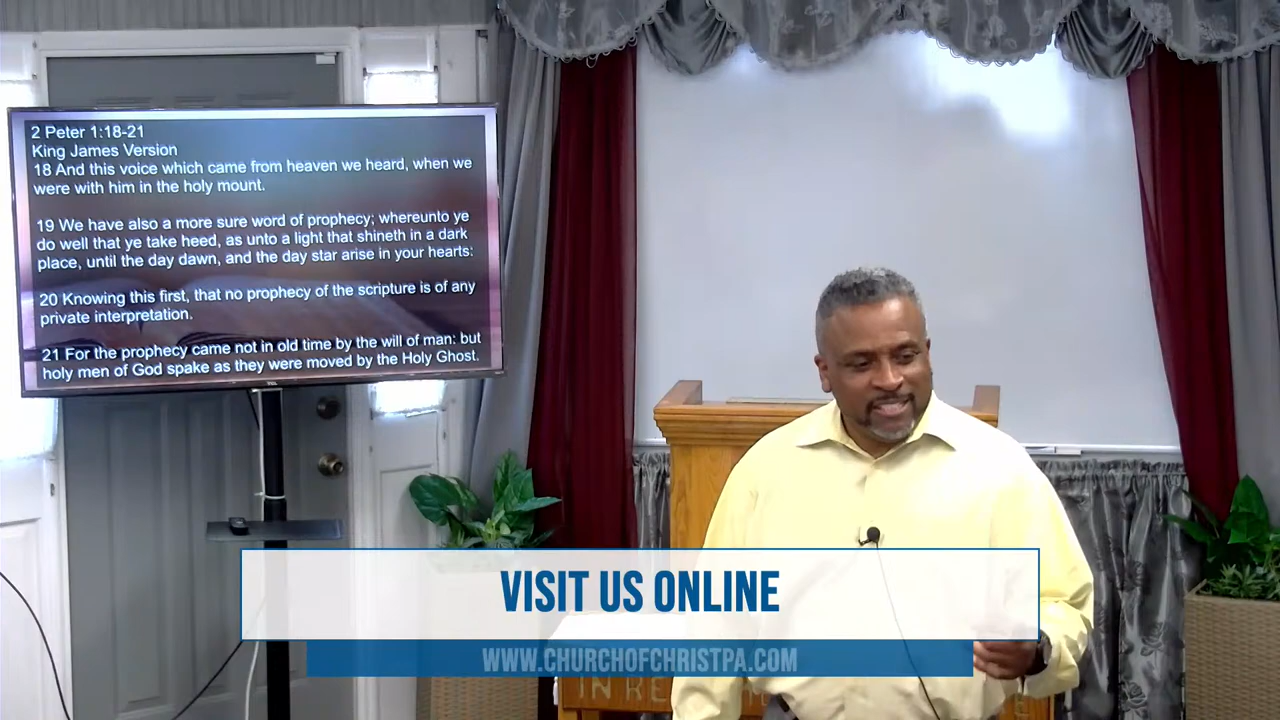 2 Peter 1:18-21
King James Version
18 And this voice which came from heaven we heard, when we
were with him in the holy mount.
19 We have also a more sure word of prophecy; whereunto ye
do well that ye take heed, as unto a light that shineth in a dark
place, until the day dawn, and the day star arise in your hearts:
20 Knowing this first, that no prophecy of the scripture is of any
private interpretation.
21 For the prophecy came not in old time by the will of man: but
holy men of God spake as they were moved by the Holy Ghost.
TCL
VISIT US ONLINE
WWW.CHURCHOFCHRISTPA.COM
IN